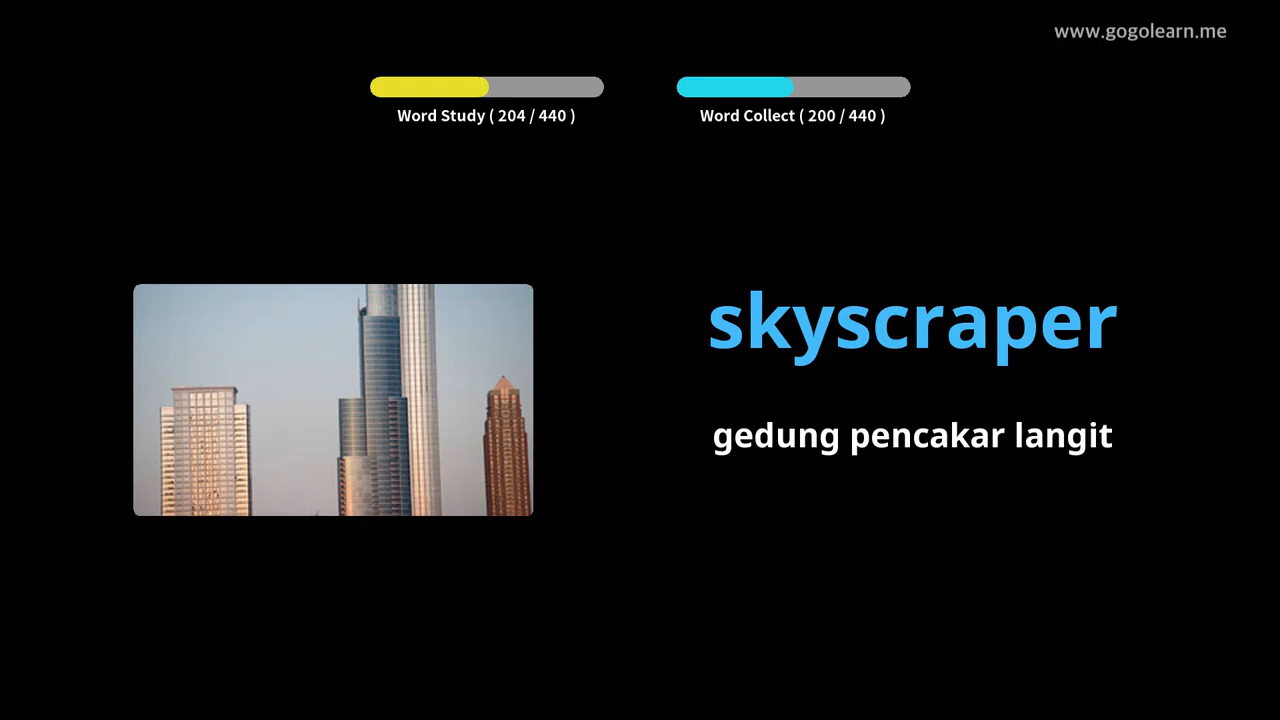 www.gogolearn.me
Word Study ( 204 / 440 )
Word Collect ( 200 / 440 )
skyscraper
gedung pencakar langit